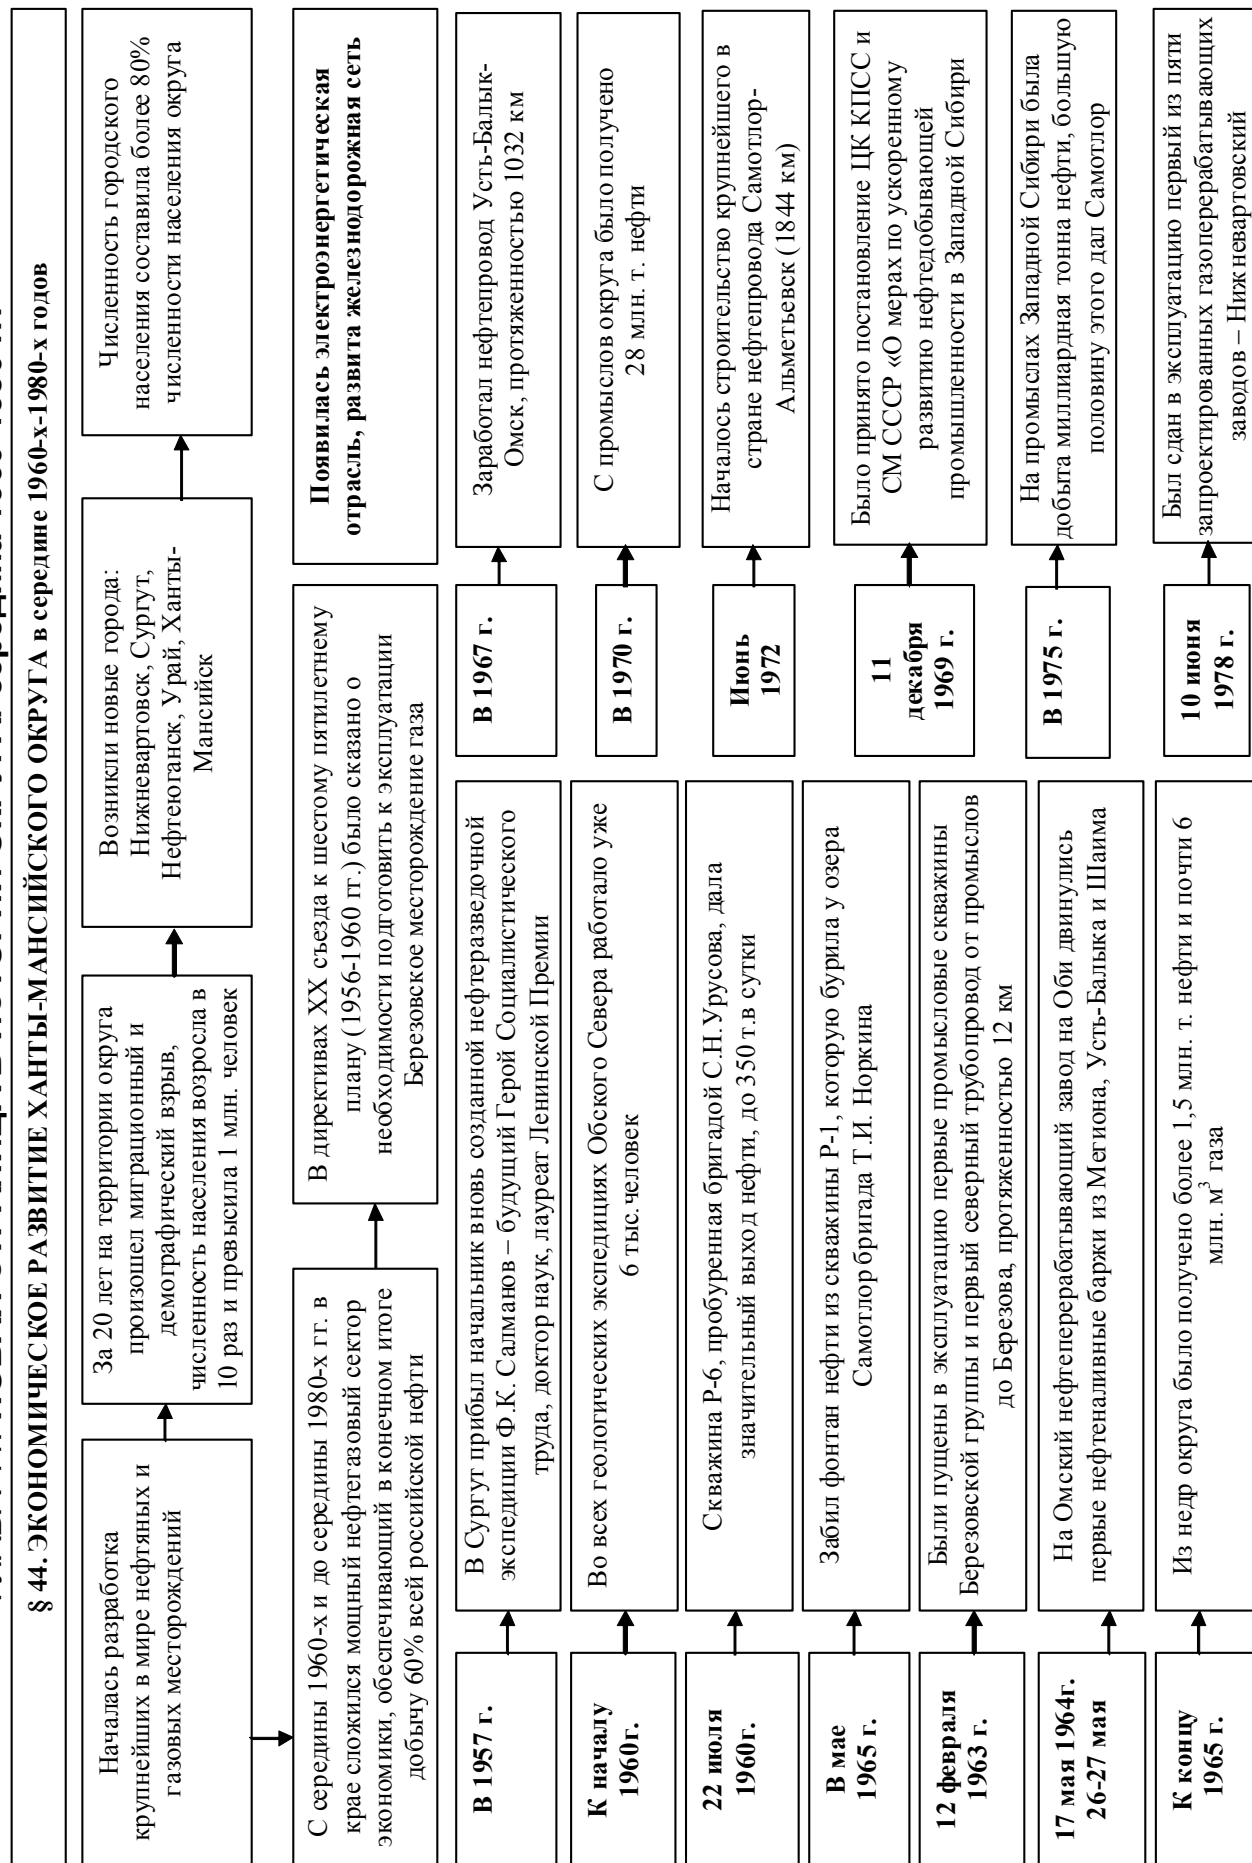 § 44. ЭКОНОМИЧЕСКОЕ РАЗВИТИЕ ХАНТЫ-МАНСИЙСКОГО ОКРУГА в середине 1960-х-1980-х годов
Началась разработка
крупнейших в мире нефтяных и
газовых месторождений
За 20 лет на территории округа
произошел миграционный и
демографический взрыв,
численность населения возросла в
10 раз и превысила 1 млн. человек
Возникли новые города:
Нижневартовск, Сургут,
Нефтеюганск, Урай, Ханты-
Мансийск
Численность городского
населения составила более 80%
численности населения округа
С середины 1960-х и до середины 1980-х гг. в
крае сложился мощный нефтегазовый сектор
экономики, обеспечивающий в конечном итоге
добычу 60% всей российской нефти
В директивах XX съезда к шестому пятилетнему
плану (1956-1960 гг.) было сказано о
необходимости подготовить к эксплуатации
Березовское месторождение газа
Появилась электроэнергетическая
отрасль, развита железнодорожная сеть
В 1957 г.
В Сургут прибыл начальник вновь созданной нефтеразведочной
экспедиции Ф.К. Салманов – будущий Герой Социалистического
труда, доктор наук, лауреат Ленинской Премии
В 1967 г.
Заработал нефтепровод Усть-Балык-
Омск, протяженностью 1032 км
К началу
1960г.
Во всех геологических экспедициях Обского Севера работало уже
6 тыс. человек
В 1970 г.
С промыслов округа было получено
28 млн. т. нефти
22 июля
1960г.
Скважина Р-6, пробуренная бригадой С.Н.Урусова, дала
значительный выход нефти, до 350 т.в сутки
Июнь
1972
Началось строительство крупнейшего в
стране нефтепровода Самотлор-
Альметьевск (1844 км)
В мае
1965 г.
Забил фонтан нефти из скважины Р-1, которую бурила у озера
Самотлор бригада Т.И. Норкина
11
декабря
1969 г.
Было принято постановление ЦК КПСС и
СМ СССР «О мерах по ускоренному
развитию нефтедобывающей
промышленности в Западной Сибири
12 февраля
1963 г.
Были пущены в эксплуатацию первые промысловые скважины
Березовской группы и первый северный трубопровод от промыслов
до Березова, протяженностью 12 км
В 1975 г.
На промыслах Западной Сибири была
добыта миллиардная тонна нефти, большую
половину этого дал Самотлор
17 мая 1964г.
26-27 мая
На Омский нефтеперерабатывающий завод на Оби двинулись
первые нефтеналивные баржи из Мегиона, Усть-Балыка и Шаима
10 июня
1978 г.
Был сдан в эксплуатацию первый из пяти
запроектированных газоперерабатывающих
заводов – Нижневартовский
К концу
1965 г.
Из недр округа было получено более 1,5 млн. т. нефти и почти 6
млн. м³ газа